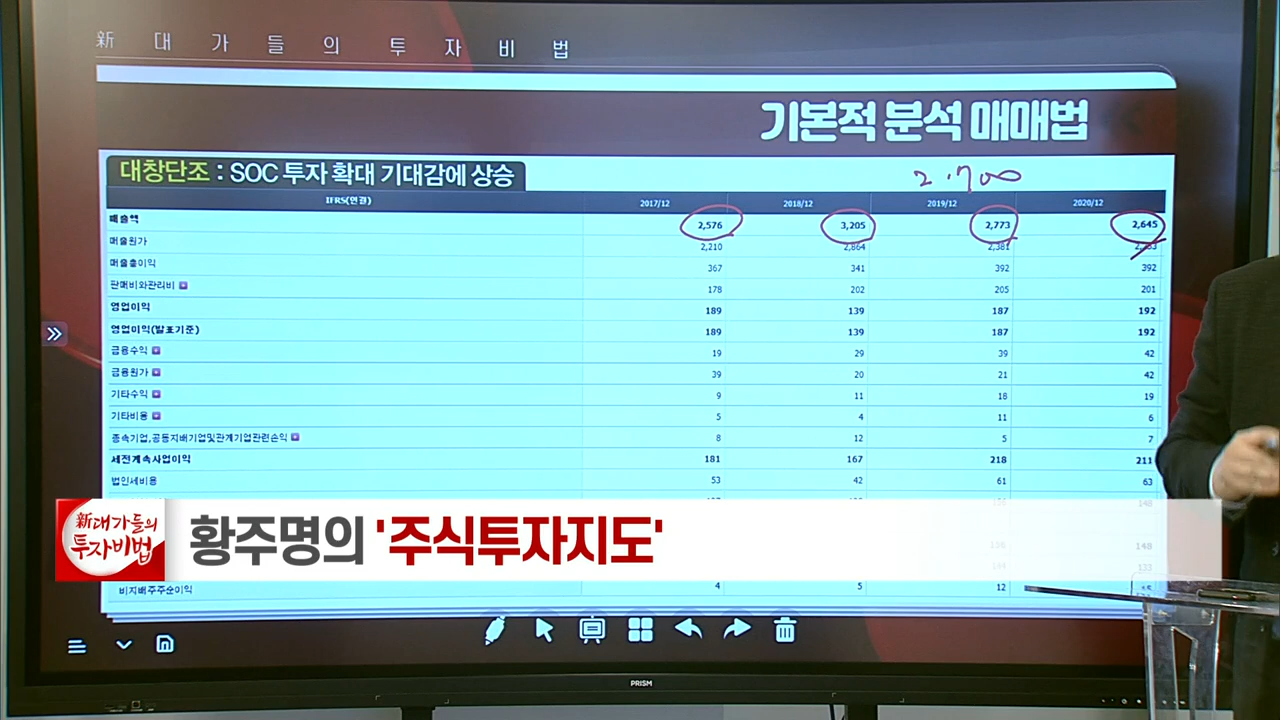 新 대 가 들 의 투 자 비 법
기본적 분석 매매법
대창단조 : SOC 투자 확대 기대감에 상승
2.700
IFRS(연결) 2017/12 2018/12 2019/12 2020/12
매출액 2,576 3,205 2,773 2,645
매출원가 2,210 2,864 2,381
매출총이익 367 341 392 392
판매비와관리비 178 202 205 201
영업이익 189 139 187 192
영업이익(발표기준) 189 139 187 192
금융수익 19 29 39 42
금융원가 39 20 21 42
기타수익 9 11 18 19
기타비용 5 4 11 6
종속기업,공동지배기업및관계기업관련손익 8 12 5 7
세전계속사업이익 181 167 218 211
법인세비용 53 42 61 63
148
148
133
비지배주주순이익 4 5 12
新대가들의
투자비법
황주명의 '주식투자지도'
PRISM